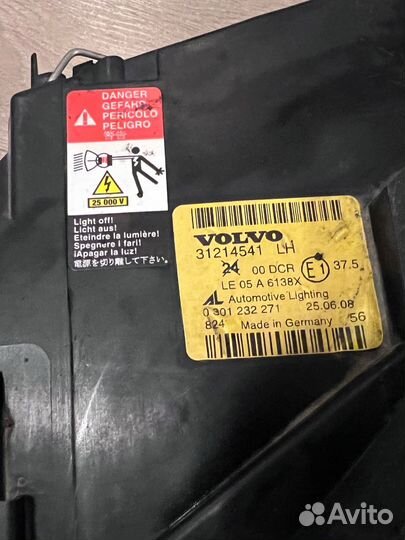 DANGER
GEFAHR
PERICOLO
PELIGRO
25 000 V
Light off!
Licht aus!
Eteindre la lumière!
Spegnere i fari!
¡Apagar la luz!
電源を切りして下さい
VOLVO
31214541 LH
24 00 DCR E1 37.5
LE 05 A 6138X
AL Automotive Lighting
0 301 232 271 25.06.08
824 Made in Germany 56
Avito